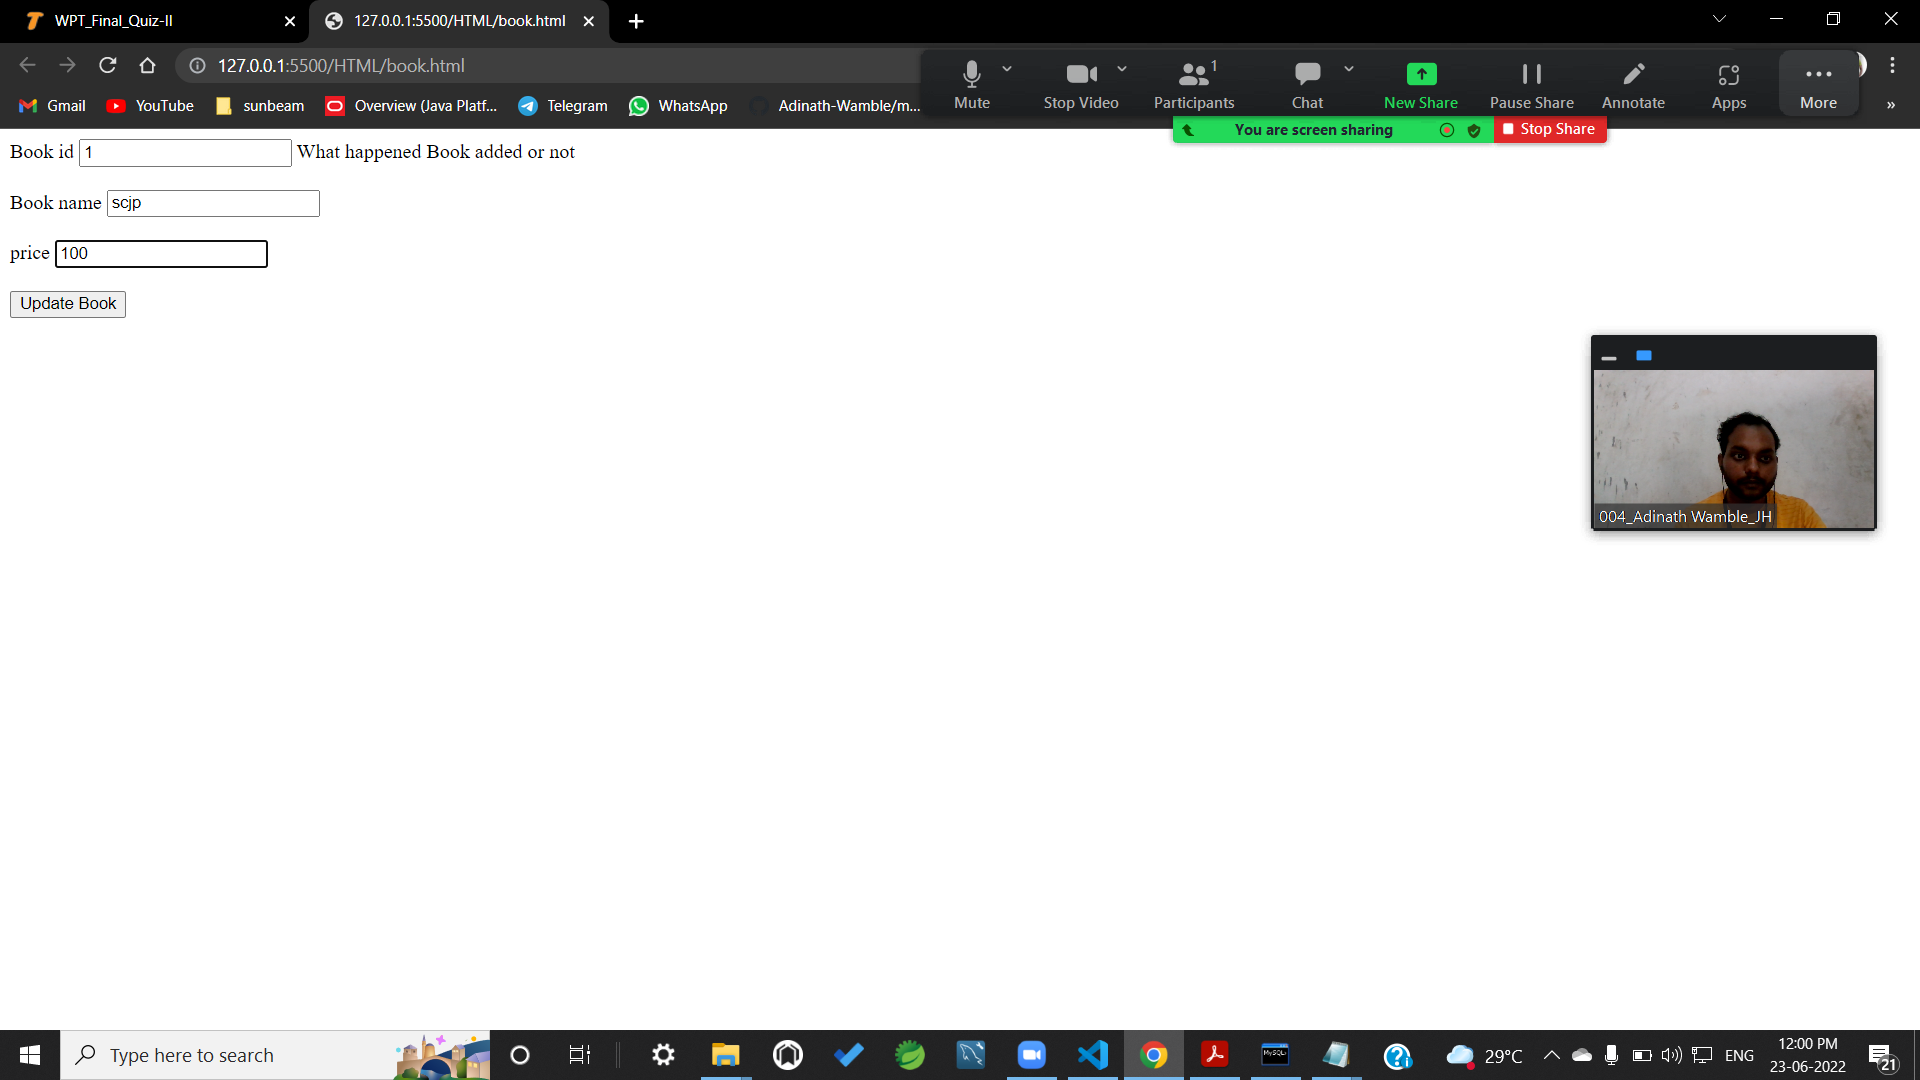 WPT_Final_Quiz-II
127.0.0.1:5500/HTML/book.html
127.0.0.1:5500/HTML/book.html
Mute
Stop Video
Participants
1
Chat
New Share
Pause Share
Annotate
Apps
More
Gmail
YouTube
sunbeam
Overview (Java Platf...
Telegram
WhatsApp
Adinath-Wamble/m...
»
You are screen sharing
Stop Share
Book id 1 What happened Book added or not
Book name scjp
price 100
Update Book
004_Adinath Wamble_JH
Type here to search
MySQL
29°C
ENG
12:00 PM
23-06-2022
21